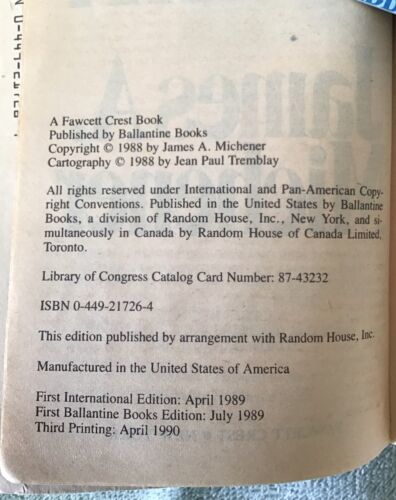 A Fawcett Crest Book
Published by Ballantine Books
Copyright © 1988 by James A. Michener
Cartography © 1988 by Jean Paul Tremblay
All rights reserved under International and Pan-American Copy-
right Conventions. Published in the United States by Ballantine
Books, a division of Random House, Inc., New York, and si-
multaneously in Canada by Random House of Canada Limited,
Toronto.
Library of Congress Catalog Card Number: 87-43232
ISBN 0-449-21726-4
This edition published by arrangement with Random House, Inc.
Manufactured in the United States of America
First International Edition: April 1989
First Ballantine Books Edition: July 1989
Third Printing: April 1990